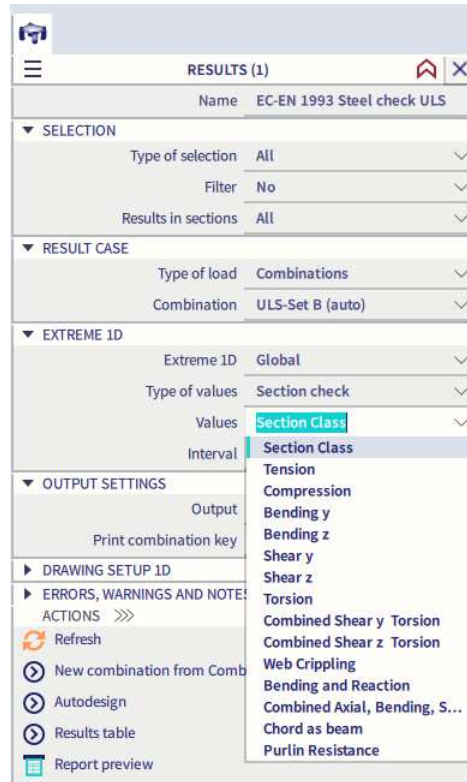 RESULTS (1)
Name EC-EN 1993 Steel check ULS
SELECTION
Type of selection All
Filter No
Results in sections All
RESULT CASE
Type of load Combinations
Combination ULS-Set B (auto)
EXTREME 1D
Extreme 1D Global
Type of values Section check
Values Section Class
Interval
Section Class
Tension
Compression
Bending y
Bending z
Shear y
Shear z
Torsion
Combined Shear y Torsion
Combined Shear z Torsion
Web Crippling
Bending and Reaction
Combined Axial, Bending, S...
Chord as beam
Purlin Resistance
OUTPUT SETTINGS
Output
Print combination key
DRAWING SETUP 1D
ERRORS, WARNINGS AND NOTES
ACTIONS >>>
Refresh
New combination from Comb
Autodesign
Results table
Report preview